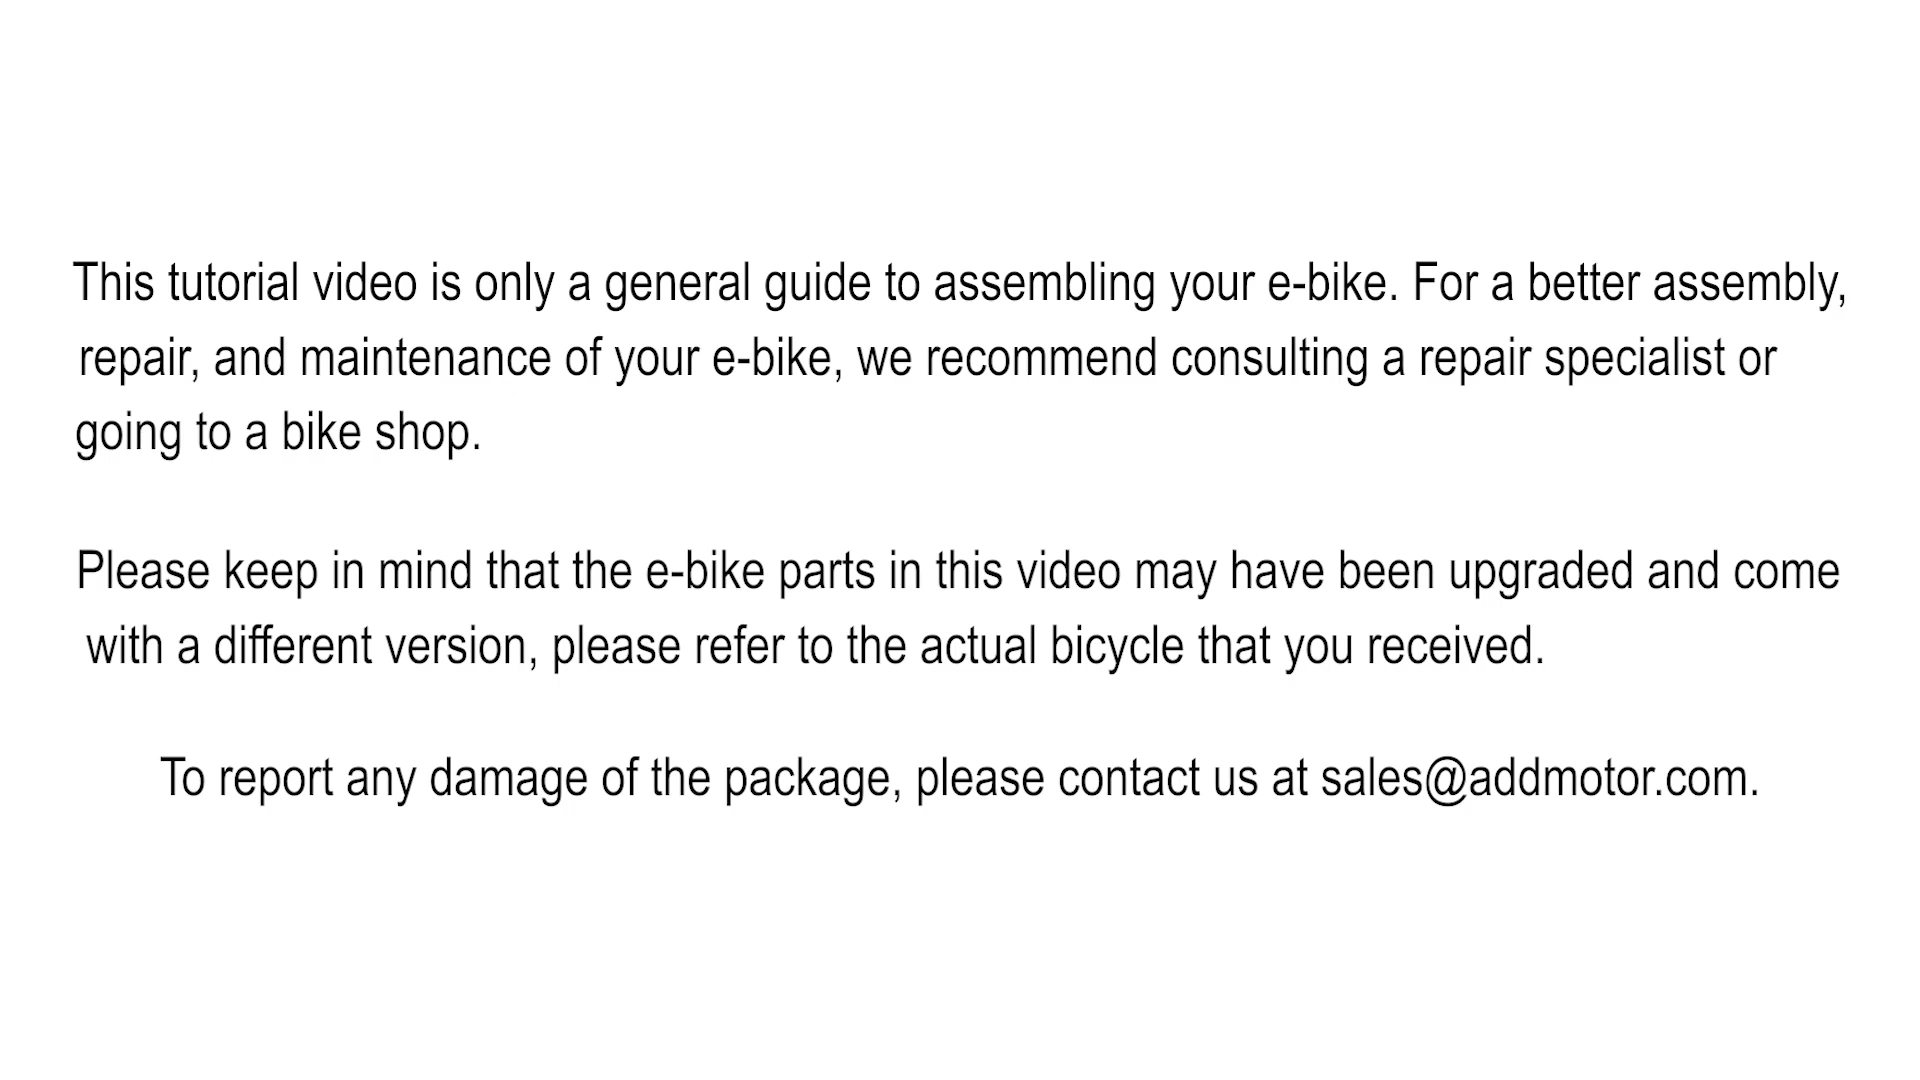 This tutorial video is only a general guide to assembling your e-bike. For a better assembly,
repair, and maintenance of your e-bike, we recommend consulting a repair specialist or
going to a bike shop.
Please keep in mind that the e-bike parts in this video may have been upgraded and come
with a different version, please refer to the actual bicycle that you received.
To report any damage of the package, please contact us at sales@addmotor.com.